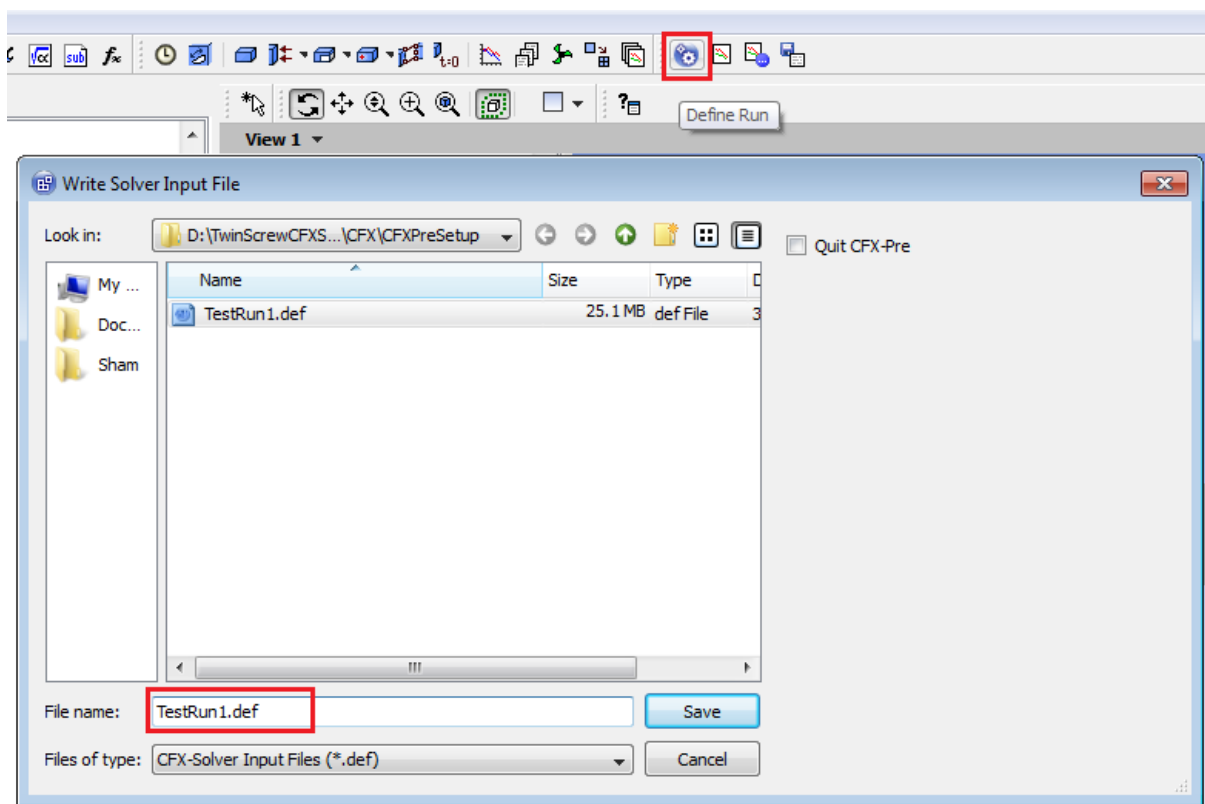 √α sub f∞
t=0
Define Run
View 1
Write Solver Input File
Look in: D:\TwinScrewCFXS...\CFX\CFXPreSetup
Quit CFX-Pre
Name Size Type D
My ...
TestRun1.def 25.1 MB def File 3
Doc...
Sham
File name: TestRun1.def Save
Files of type: CFX-Solver Input Files (*.def) Cancel